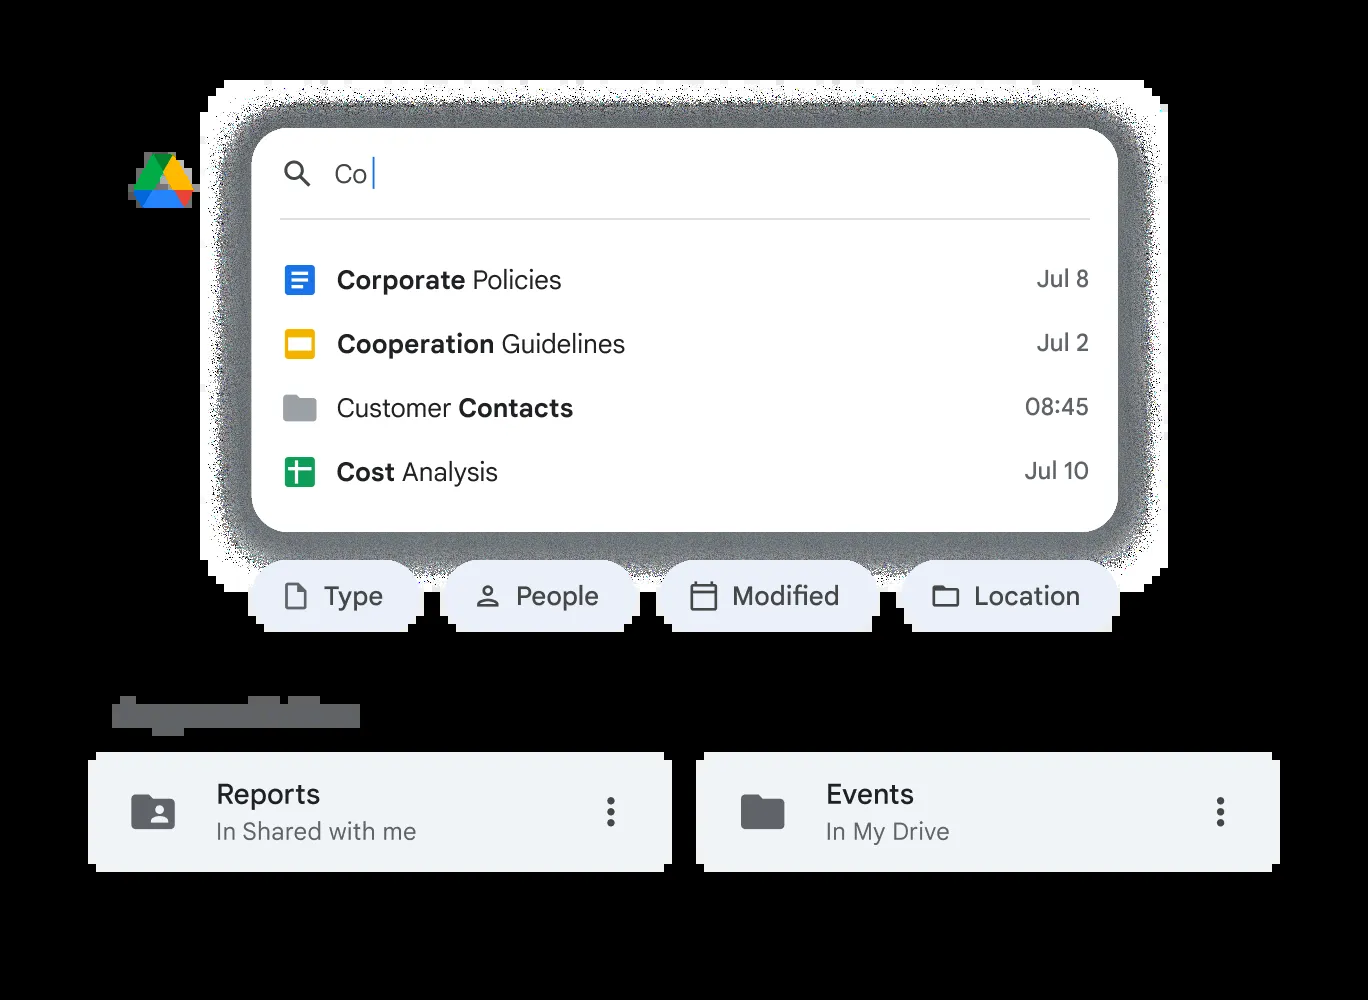 Co
Corporate Policies Jul 8
Cooperation Guidelines Jul 2
Customer Contacts 08:45
Cost Analysis Jul 10
Type People Modified Location
Reports Events
In Shared with me In My Drive